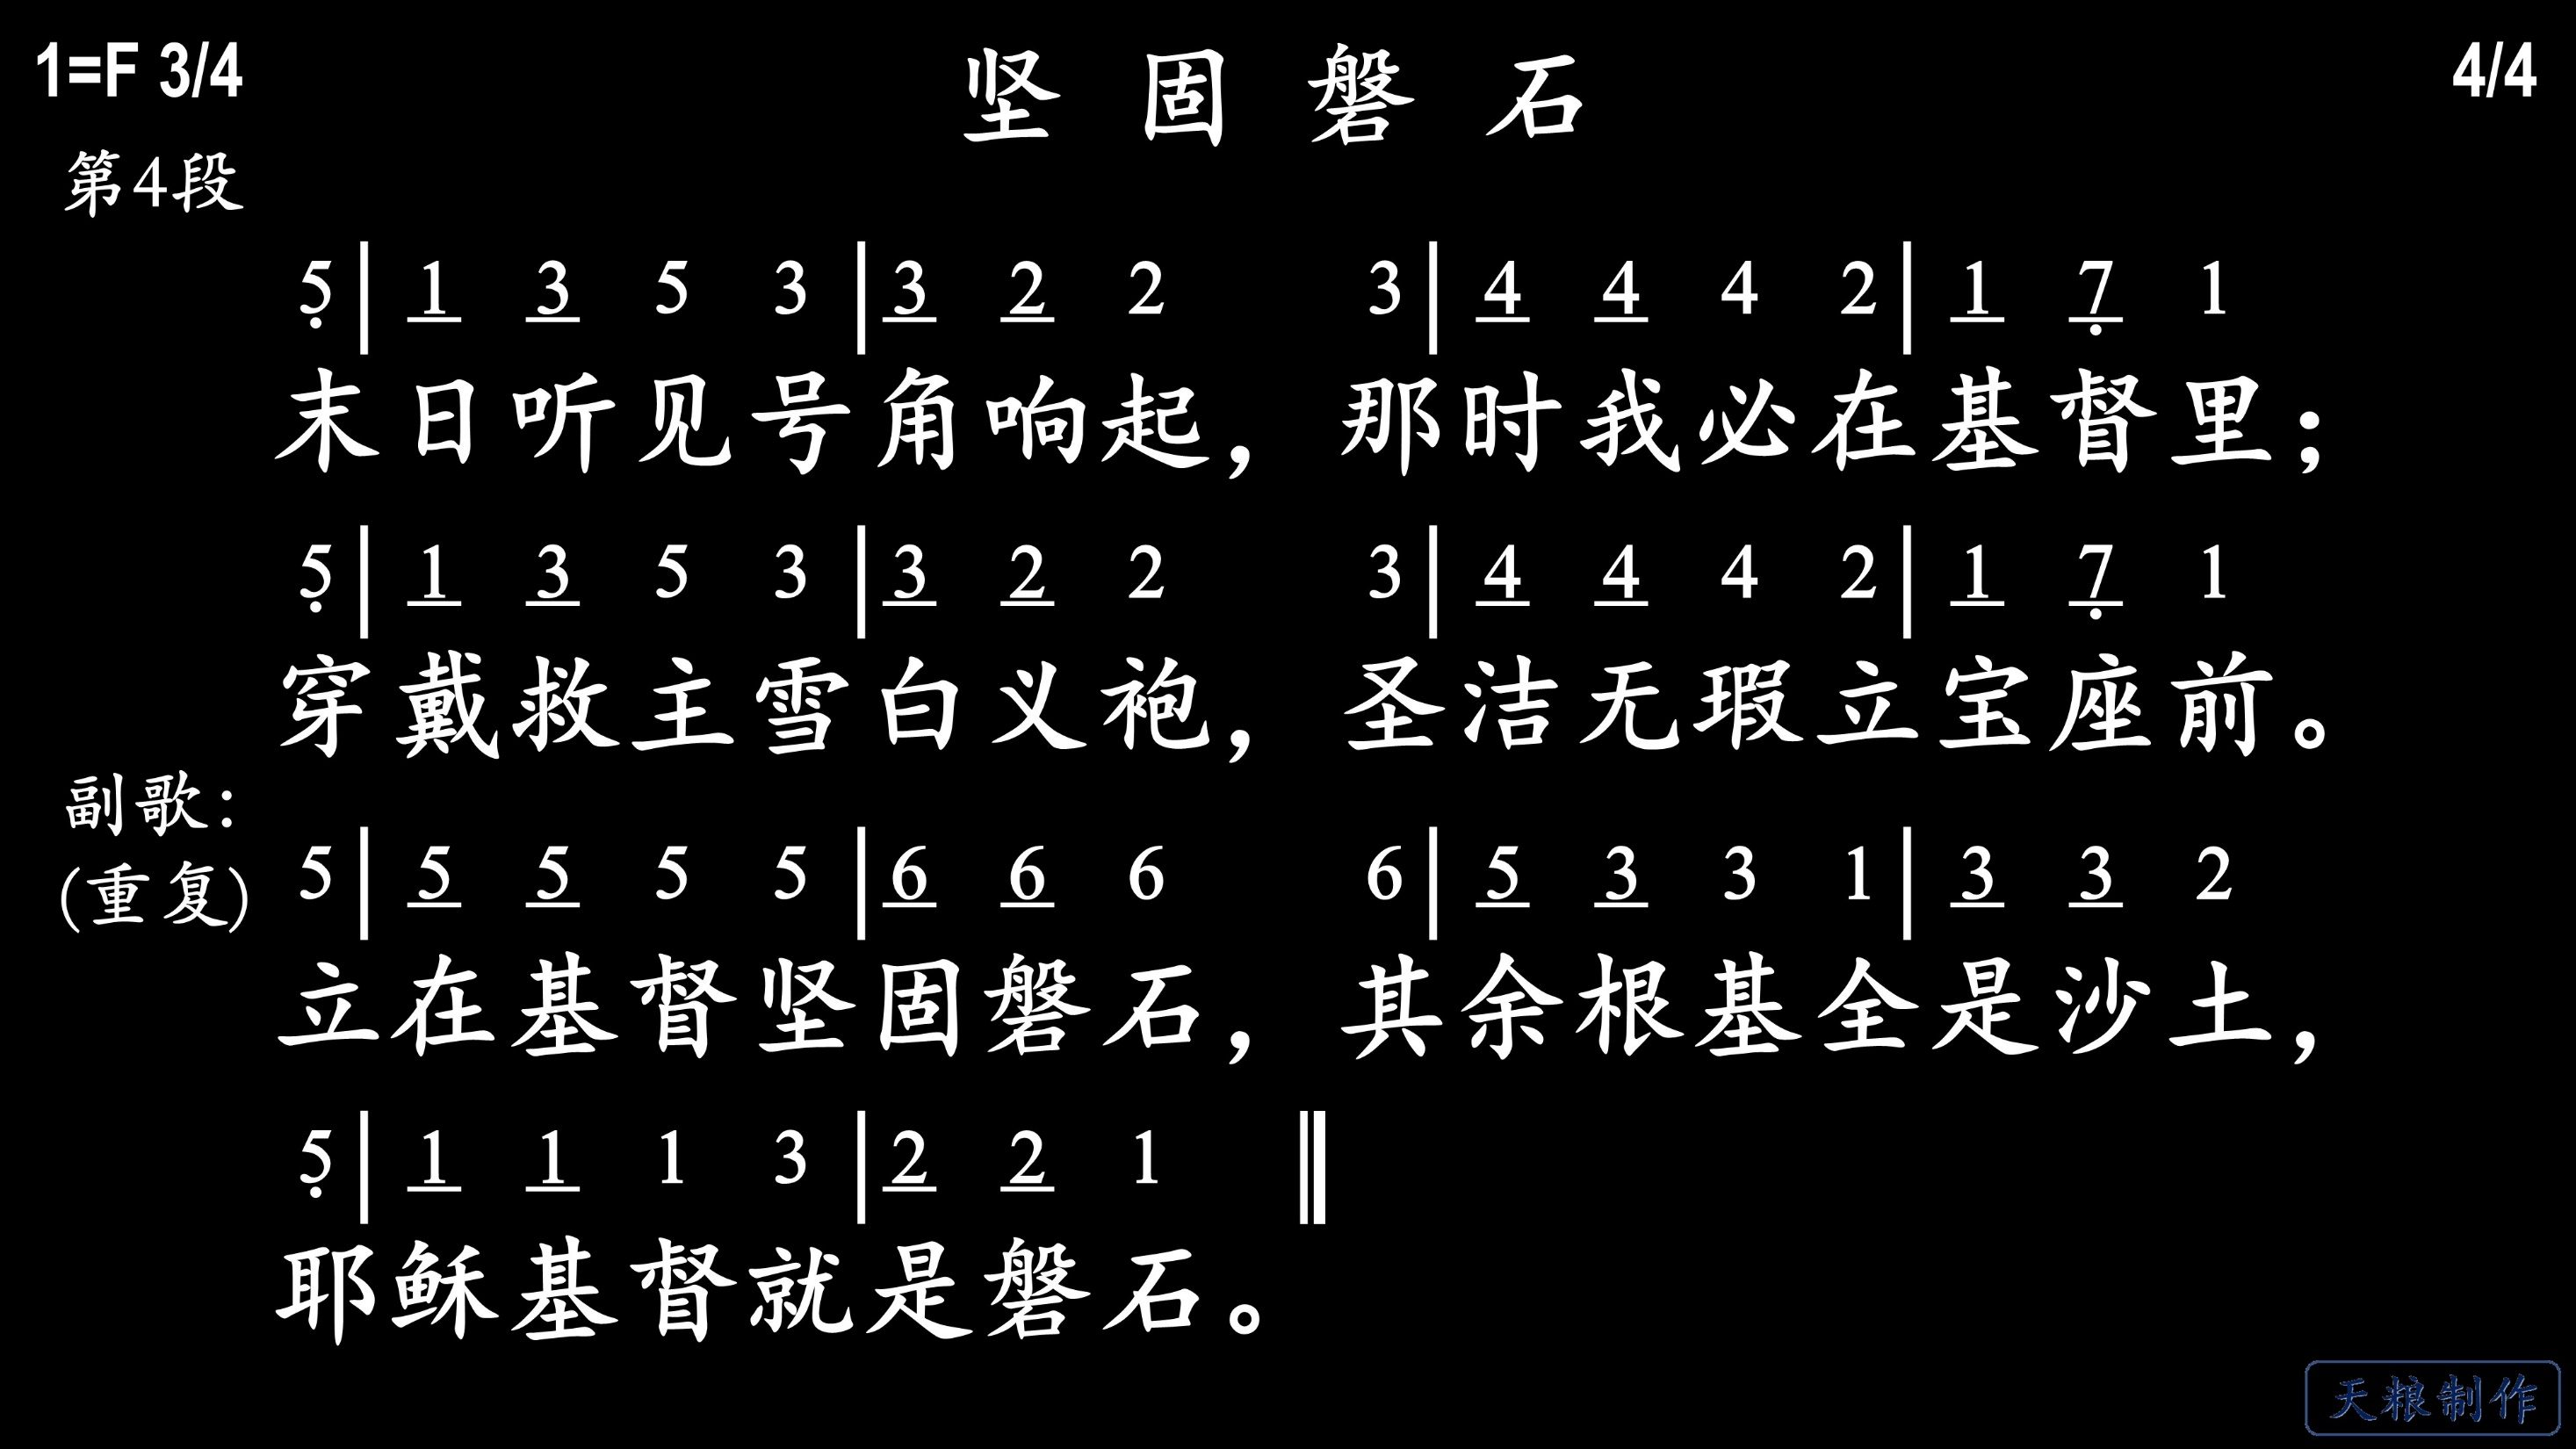 1=F 3/4 坚固磐石 4/4
第4段
5̣ | 1 3 5 3 | 3 2 2 3 | 4 4 4 2 | 1 7̣ 1
末日听见号角响起，那时我必在基督里；
5̣ | 1 3 5 3 | 3 2 2 3 | 4 4 4 2 | 1 7̣ 1
穿戴救主雪白义袍，圣洁无瑕立宝座前。
副歌：
(重复) 5 | 5 5 5 5 | 6 6 6 6 | 5 3 3 1 | 3 3 2
立在基督坚固磐石，其余根基全是沙土，
5̣ | 1 1 1 3 | 2 2 1 ‖
耶稣基督就是磐石。
天粮制作